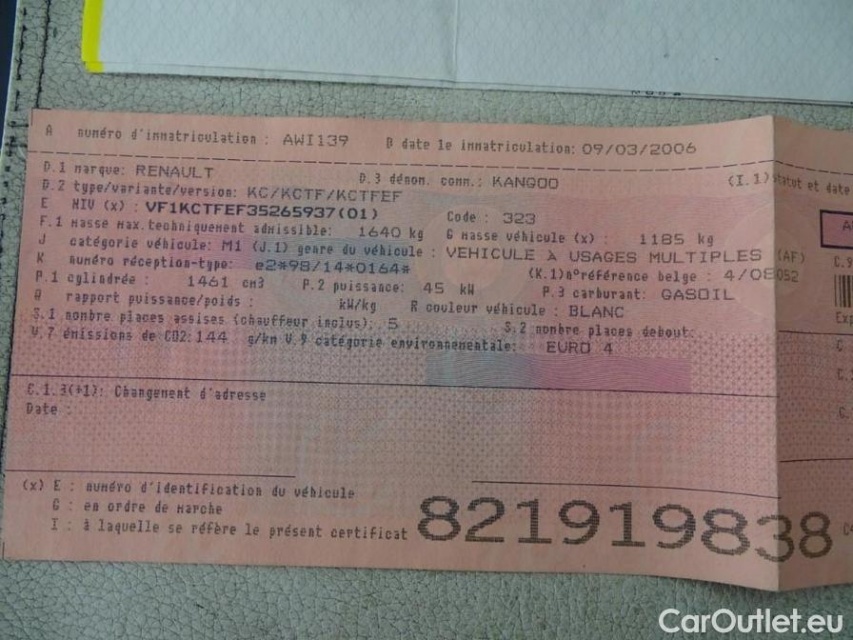 A numéro d'immatriculation : AWI139 B date 1e immatriculation: 09/03/2006
D.1 marque: RENAULT D.3 dénom. comm.: KANGOO (I.1) statut et date
D.2 type/variante/version: KC/KCTF/KCTFEF
E NIV (x) : VF1KCTFEF35265937(01) Code : 323
F.1 masse max.techniquement admissible: 1640 kg G masse véhicule (x) : 1185 kg
J catégorie véhicule: M1 (J.1) genre du véhicule : VEHICULE A USAGES MULTIPLES (AF)
K numéro réception-type: e2*98/14*0164* (K.1)n°référence belge : 4/08052
P.1 cylindrée : 1461 cm3 P.2 puissance: 45 kW P.3 carburant: GASOIL
Q rapport puissance/poids : kW/kg R couleur véhicule : BLANC
S.1 nombre places assises (chauffeur inclus): 5 S.2 nombre places debout:
V.7 émissions de CO2: 144 g/km V.9 catégorie environnementale: EURO 4
C.1.3(+1): Changement d'adresse
Date :
(x) E : numéro d'identification du véhicule
G : en ordre de marche
I : à laquelle se réfère le présent certificat
821919838
CarOutlet.eu